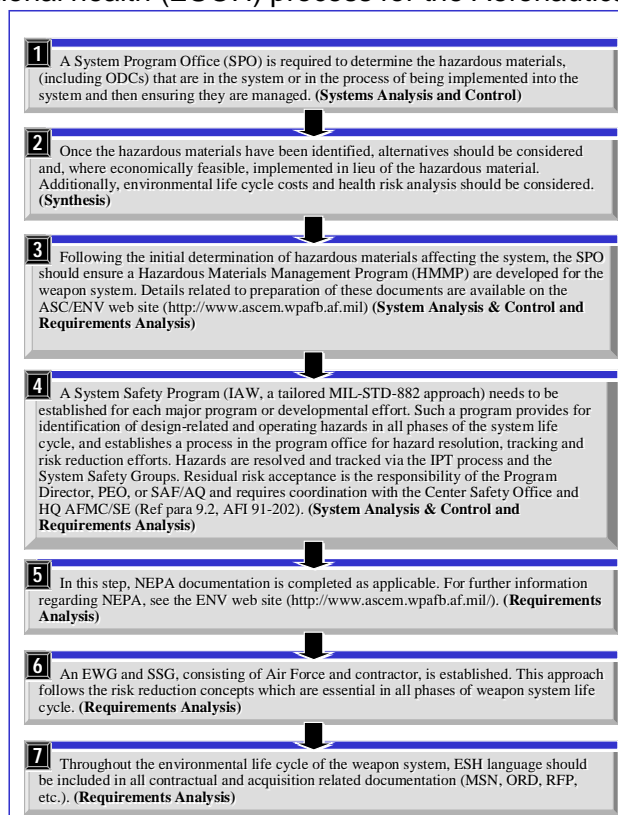 onal health (ESOH) process for the Aeronautica
1
A System Program Office (SPO) is required to determine the hazardous materials,
(including ODCs) that are in the system or in the process of being implemented into the
system and then ensuring they are managed. (Systems Analysis and Control)
2
Once the hazardous materials have been identified, alternatives should be considered
and, where economically feasible, implemented in lieu of the hazardous material.
Additionally, environmental life cycle costs and health risk analysis should be considered.
(Synthesis)
3
Following the initial determination of hazardous materials affecting the system, the SPO
should ensure a Hazardous Materials Management Program (HMMP) are developed for the
weapon system. Details related to preparation of these documents are available on the
ASC/ENV web site (http://www.ascem.wpafb.af.mil) (System Analysis & Control and
Requirements Analysis)
4
A System Safety Program (IAW, a tailored MIL-STD-882 approach) needs to be
established for each major program or developmental effort. Such a program provides for
identification of design-related and operating hazards in all phases of the system life
cycle, and establishes a process in the program office for hazard resolution, tracking and
risk reduction efforts. Hazards are resolved and tracked via the IPT process and the
System Safety Groups. Residual risk acceptance is the responsibility of the Program
Director, PEO, or SAF/AQ and requires coordination with the Center Safety Office and
HQ AFMC/SE (Ref para 9.2, AFI 91-202). (System Analysis & Control and
Requirements Analysis)
5
In this step, NEPA documentation is completed as applicable. For further information
regarding NEPA, see the ENV web site (http://www.ascem.wpafb.af.mil/). (Requirements
Analysis)
6
An EWG and SSG, consisting of Air Force and contractor, is established. This approach
follows the risk reduction concepts which are essential in all phases of weapon system life
cycle. (Requirements Analysis)
7
Throughout the environmental life cycle of the weapon system, ESH language should
be included in all contractual and acquisition related documentation (MSN, ORD, RFP,
etc.). (Requirements Analysis)